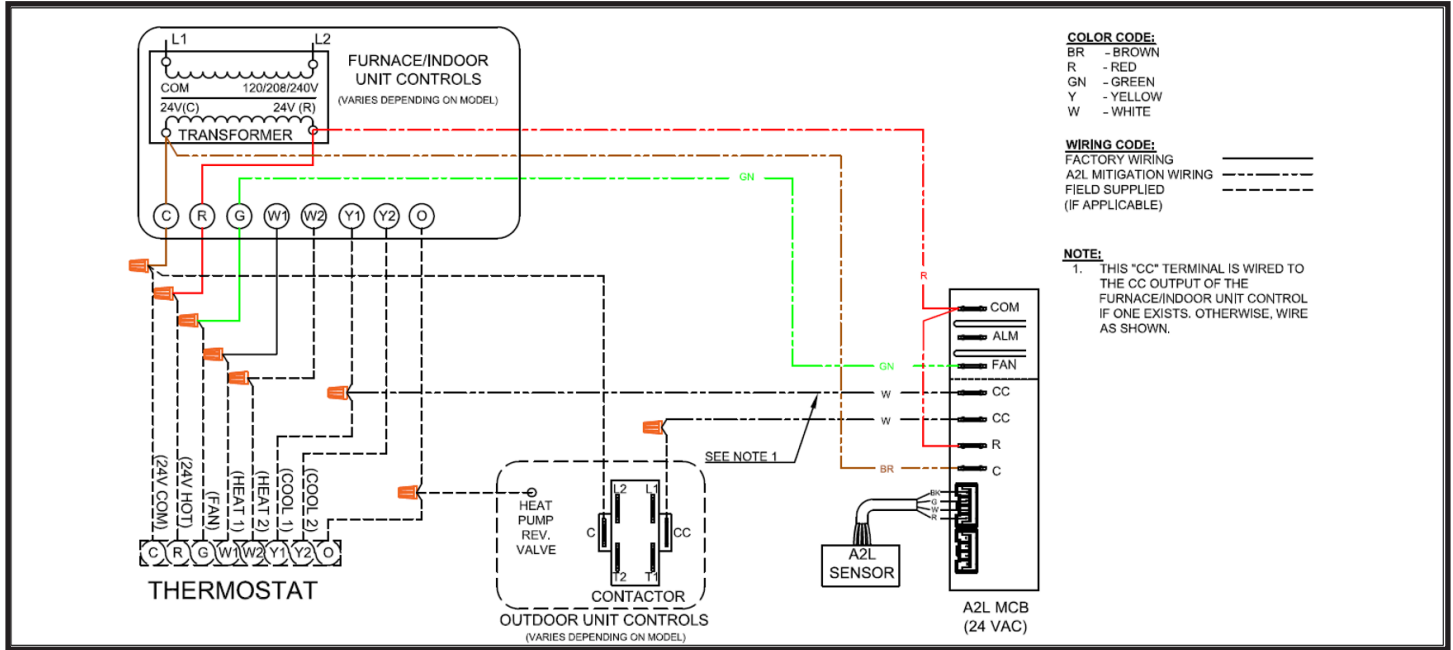 L1
L2
FURNACE/INDOOR
UNIT CONTROLS
(VARIES DEPENDING ON MODEL)
COM
120/208/240V
24V(C)
24V (R)
TRANSFORMER
C
R
G
W1
W2
Y1
Y2
O
GN
R
COLOR CODE:
BR - BROWN
R - RED
GN - GREEN
Y - YELLOW
W - WHITE
WIRING CODE:
FACTORY WIRING
A2L MITIGATION WIRING
FIELD SUPPLIED
(IF APPLICABLE)
NOTE:
1. THIS "CC" TERMINAL IS WIRED TO
THE CC OUTPUT OF THE
FURNACE/INDOOR UNIT CONTROL
IF ONE EXISTS. OTHERWISE, WIRE
AS SHOWN.
COM
ALM
GN
FAN
W
CC
W
CC
R
BR
C
SEE NOTE 1
BK
G
W
R
A2L
SENSOR
A2L MCB
(24 VAC)
(24V COM)
(24V HOT)
(FAN)
(HEAT 1)
(HEAT 2)
(COOL 1)
(COOL 2)
C
R
G
W1
W2
Y1
Y2
O
THERMOSTAT
HEAT
PUMP
REV.
VALVE
L2
L1
C
CC
T2
T1
CONTACTOR
OUTDOOR UNIT CONTROLS
(VARIES DEPENDING ON MODEL)